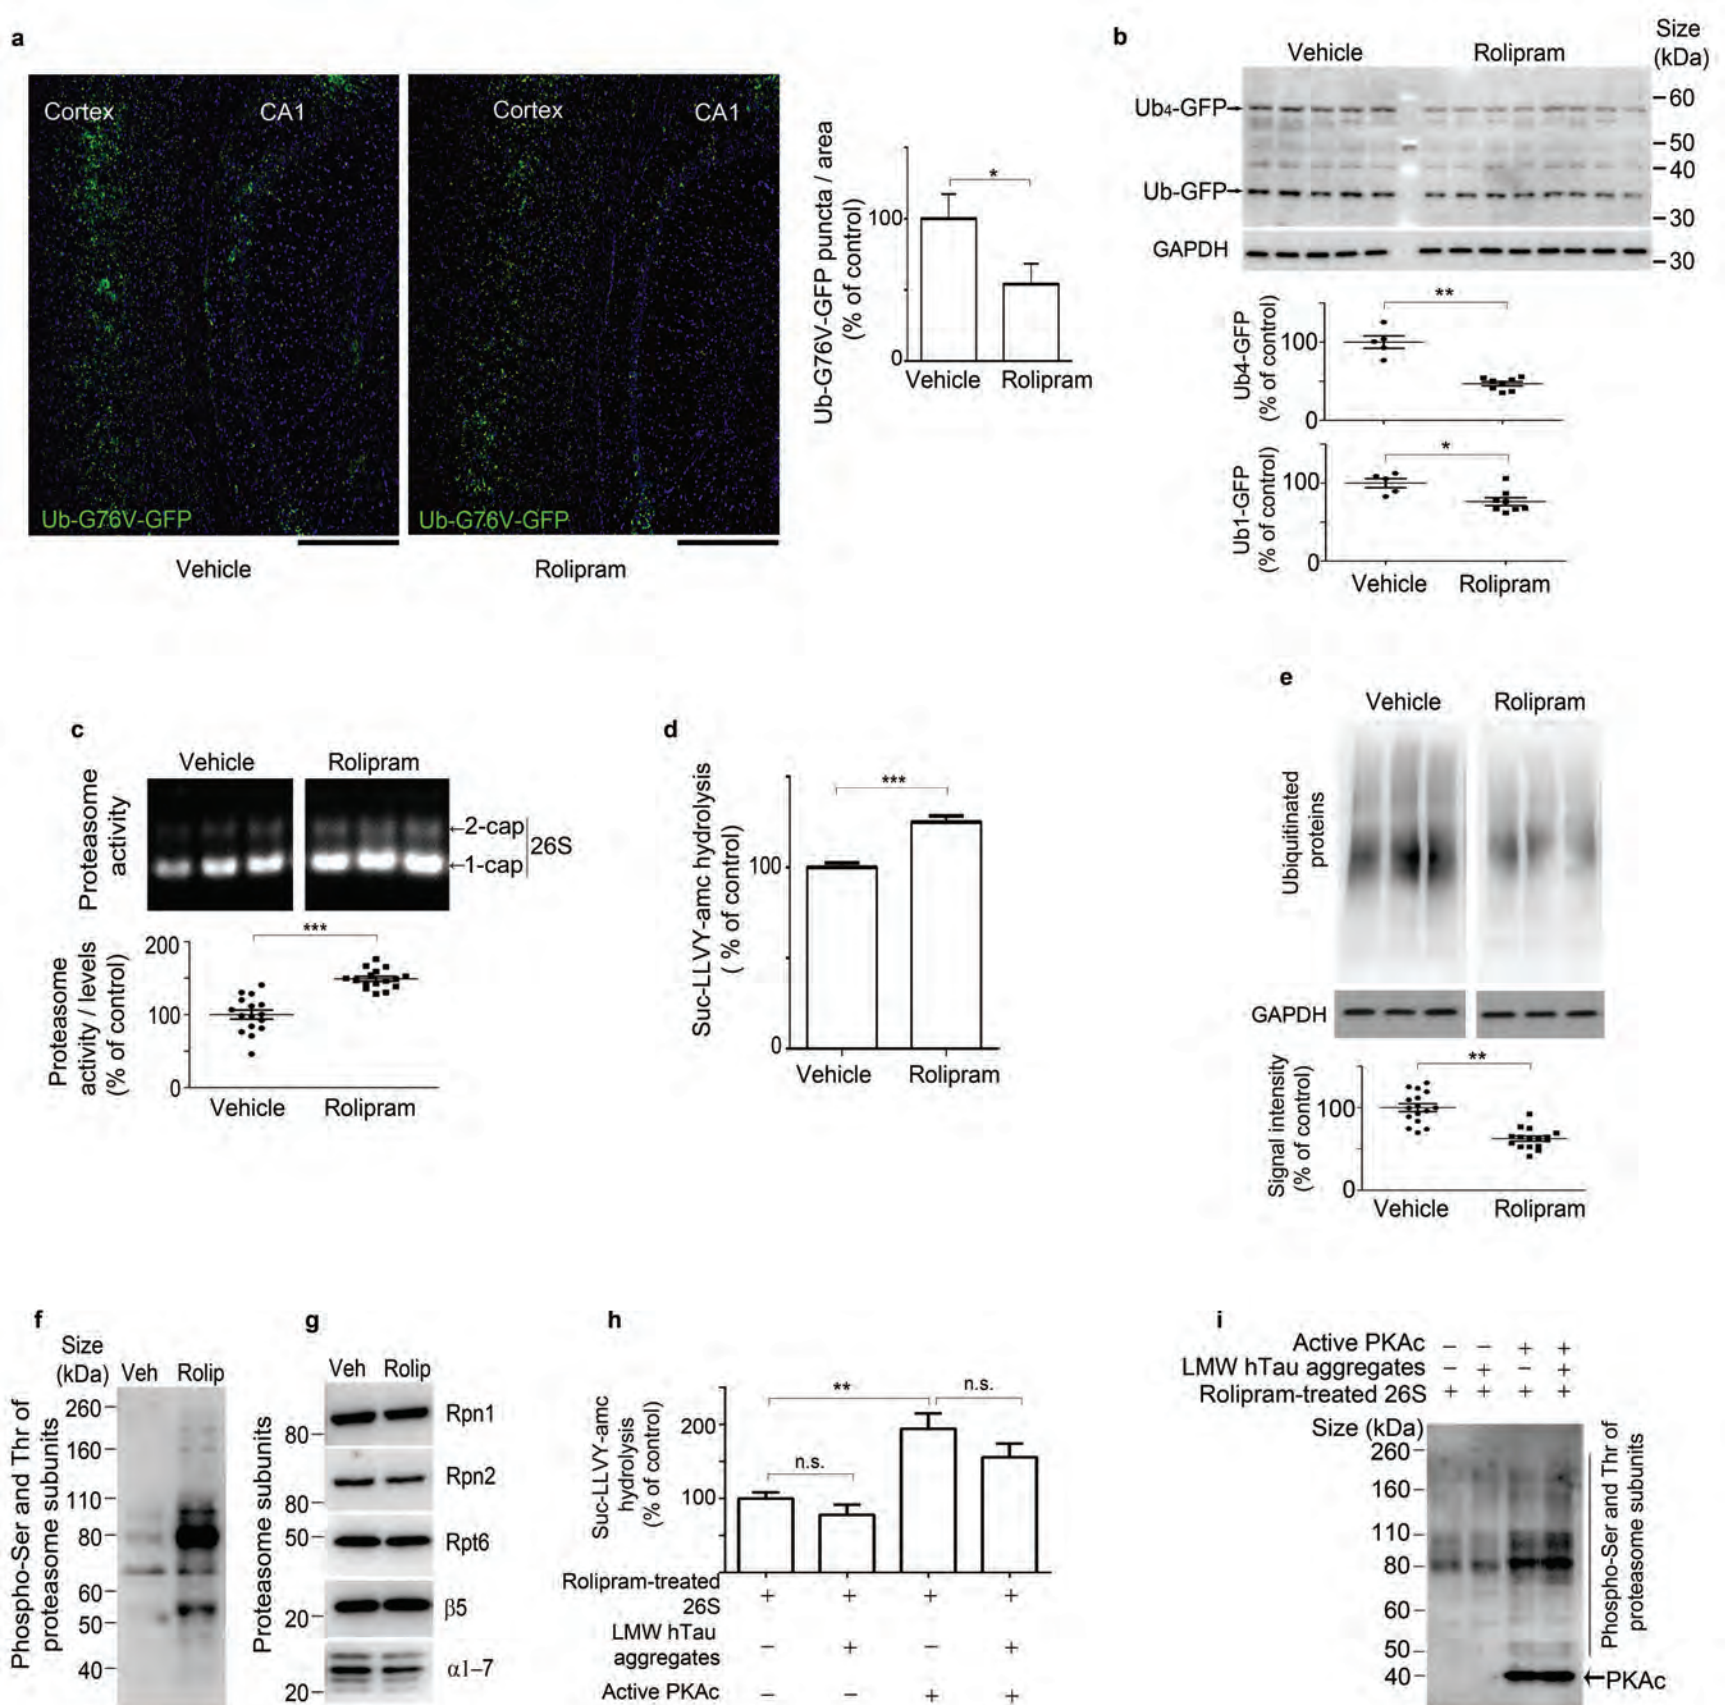 a
Cortex
CA1
Ub-G76V-GFP
Vehicle
Cortex
CA1
Ub-G76V-GFP
Rolipram
Ub-G76V-GFP puncta / area
(% of control)
100
0
*
Vehicle
Rolipram
b
Vehicle
Rolipram
Size
(kDa)
Ub4-GFP
Ub-GFP
GAPDH
60
50
40
30
30
Ub4-GFP
(% of control)
100
0
**
Ub1-GFP
(% of control)
100
0
*
Vehicle
Rolipram
c
Vehicle
Rolipram
Proteasome
activity
←2-cap
←1-cap
26S
Proteasome
activity / levels
(% of control)
200
100
0
***
Vehicle
Rolipram
d
Suc-LLVY-amc hydrolysis
( % of control)
100
0
***
Vehicle
Rolipram
e
Vehicle
Rolipram
Ubiquitinated
proteins
GAPDH
Signal intensity
(% of control)
100
0
**
Vehicle
Rolipram
f
Size
(kDa)
Veh
Rolip
Phospho-Ser and Thr of
proteasome subunits
260
160
110
80
60
50
40
g
Veh
Rolip
Proteasome subunits
80
80
50
20
20
Rpn1
Rpn2
Rpt6
β5
α1–7
h
Suc-LLVY-amc
hydrolysis
(% of control)
200
100
n.s.
**
n.s.
Rolipram-treated
26S
+ + + +
LMW hTau
aggregates
– + – +
Active PKAc
– – + +
i
Active PKAc – – + +
LMW hTau aggregates – + – +
Rolipram-treated 26S + + + +
Size (kDa)
260
160
110
80
60
50
40
Phospho-Ser and Thr of
proteasome subunits
←PKAc